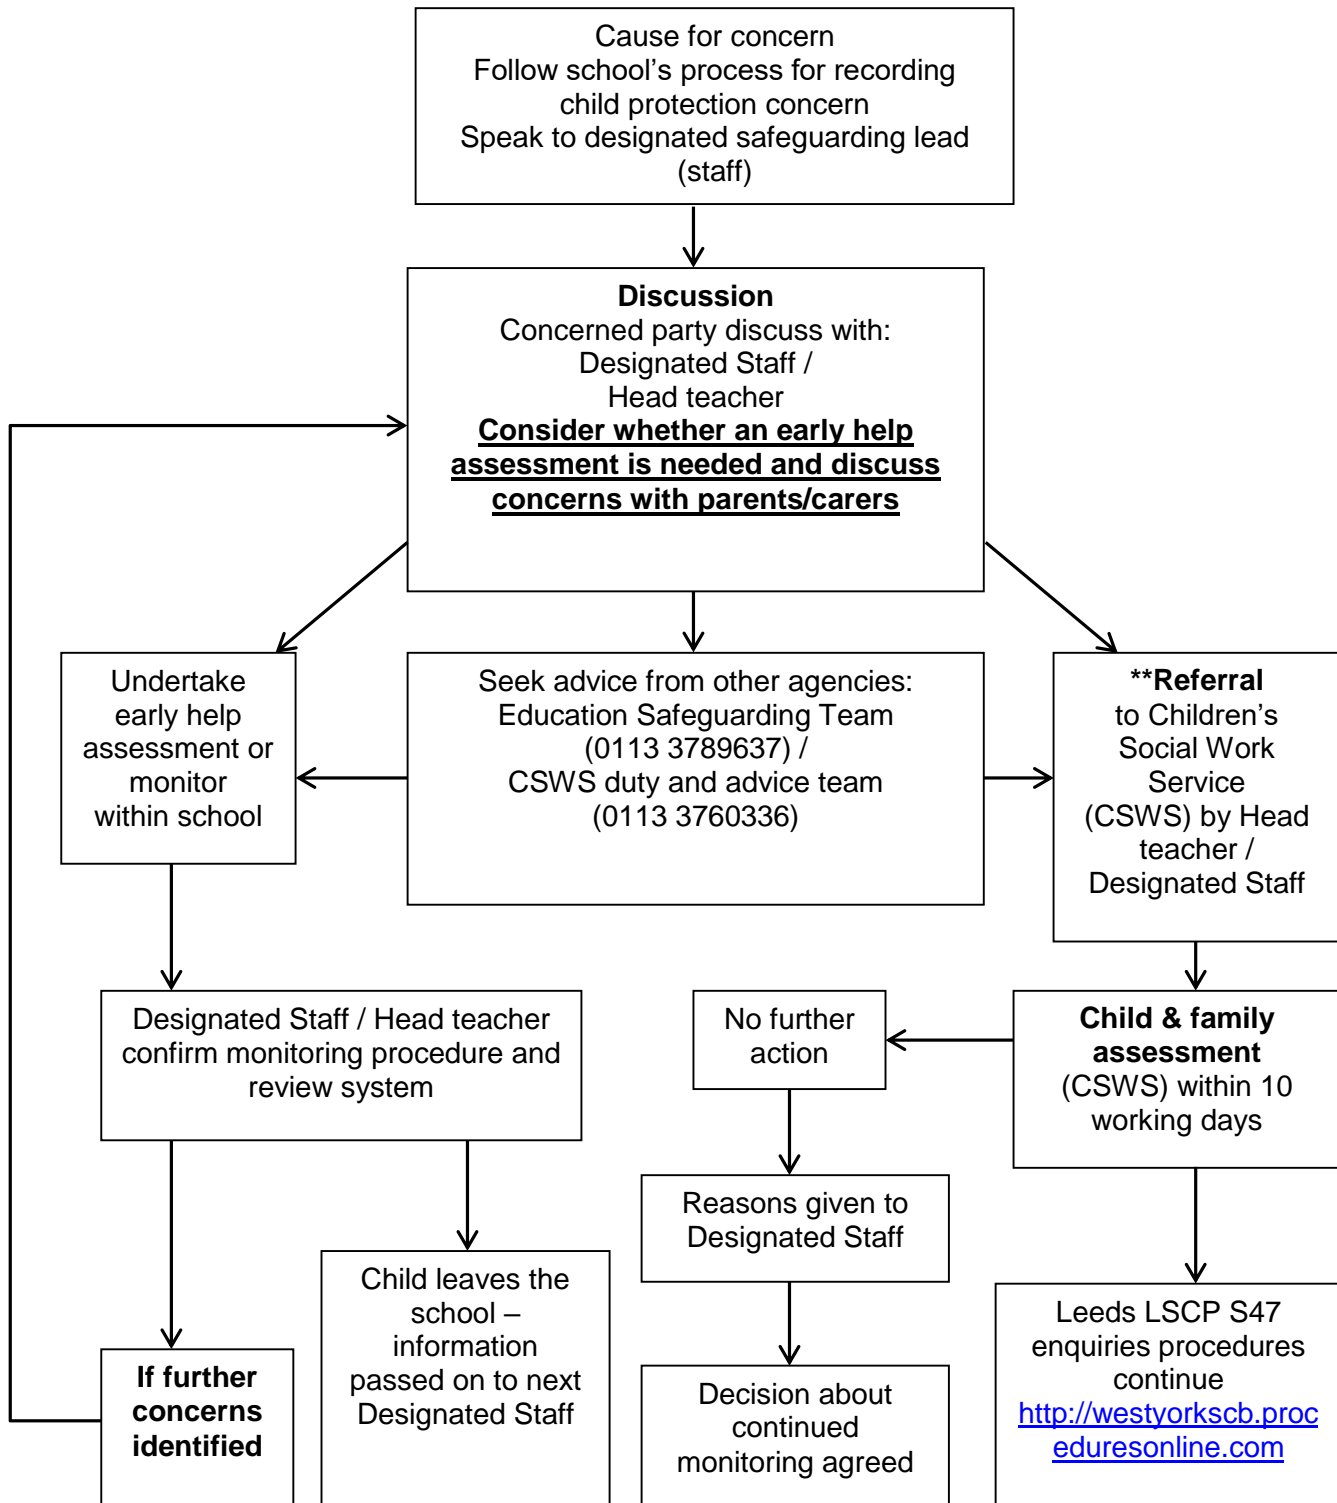 Cause for concern
Follow school’s process for recording
child protection concern
Speak to designated safeguarding lead
(staff)
Discussion
Concerned party discuss with:
Designated Staff /
Head teacher
Consider whether an early help
assessment is needed and discuss
concerns with parents/carers
Undertake
early help
assessment or
monitor
within school
Seek advice from other agencies:
Education Safeguarding Team
(0113 3789637) /
CSWS duty and advice team
(0113 3760336)
**Referral
to Children’s
Social Work
Service
(CSWS) by Head
teacher /
Designated Staff
Designated Staff / Head teacher
confirm monitoring procedure and
review system
No further
action
Child & family
assessment
(CSWS) within 10
working days
Reasons given to
Designated Staff
If further
concerns
identified
Child leaves the
school –
information
passed on to next
Designated Staff
Decision about
continued
monitoring agreed
Leeds LSCP S47
enquiries procedures
continue
http://westyorkscb.proc
eduresonline.com